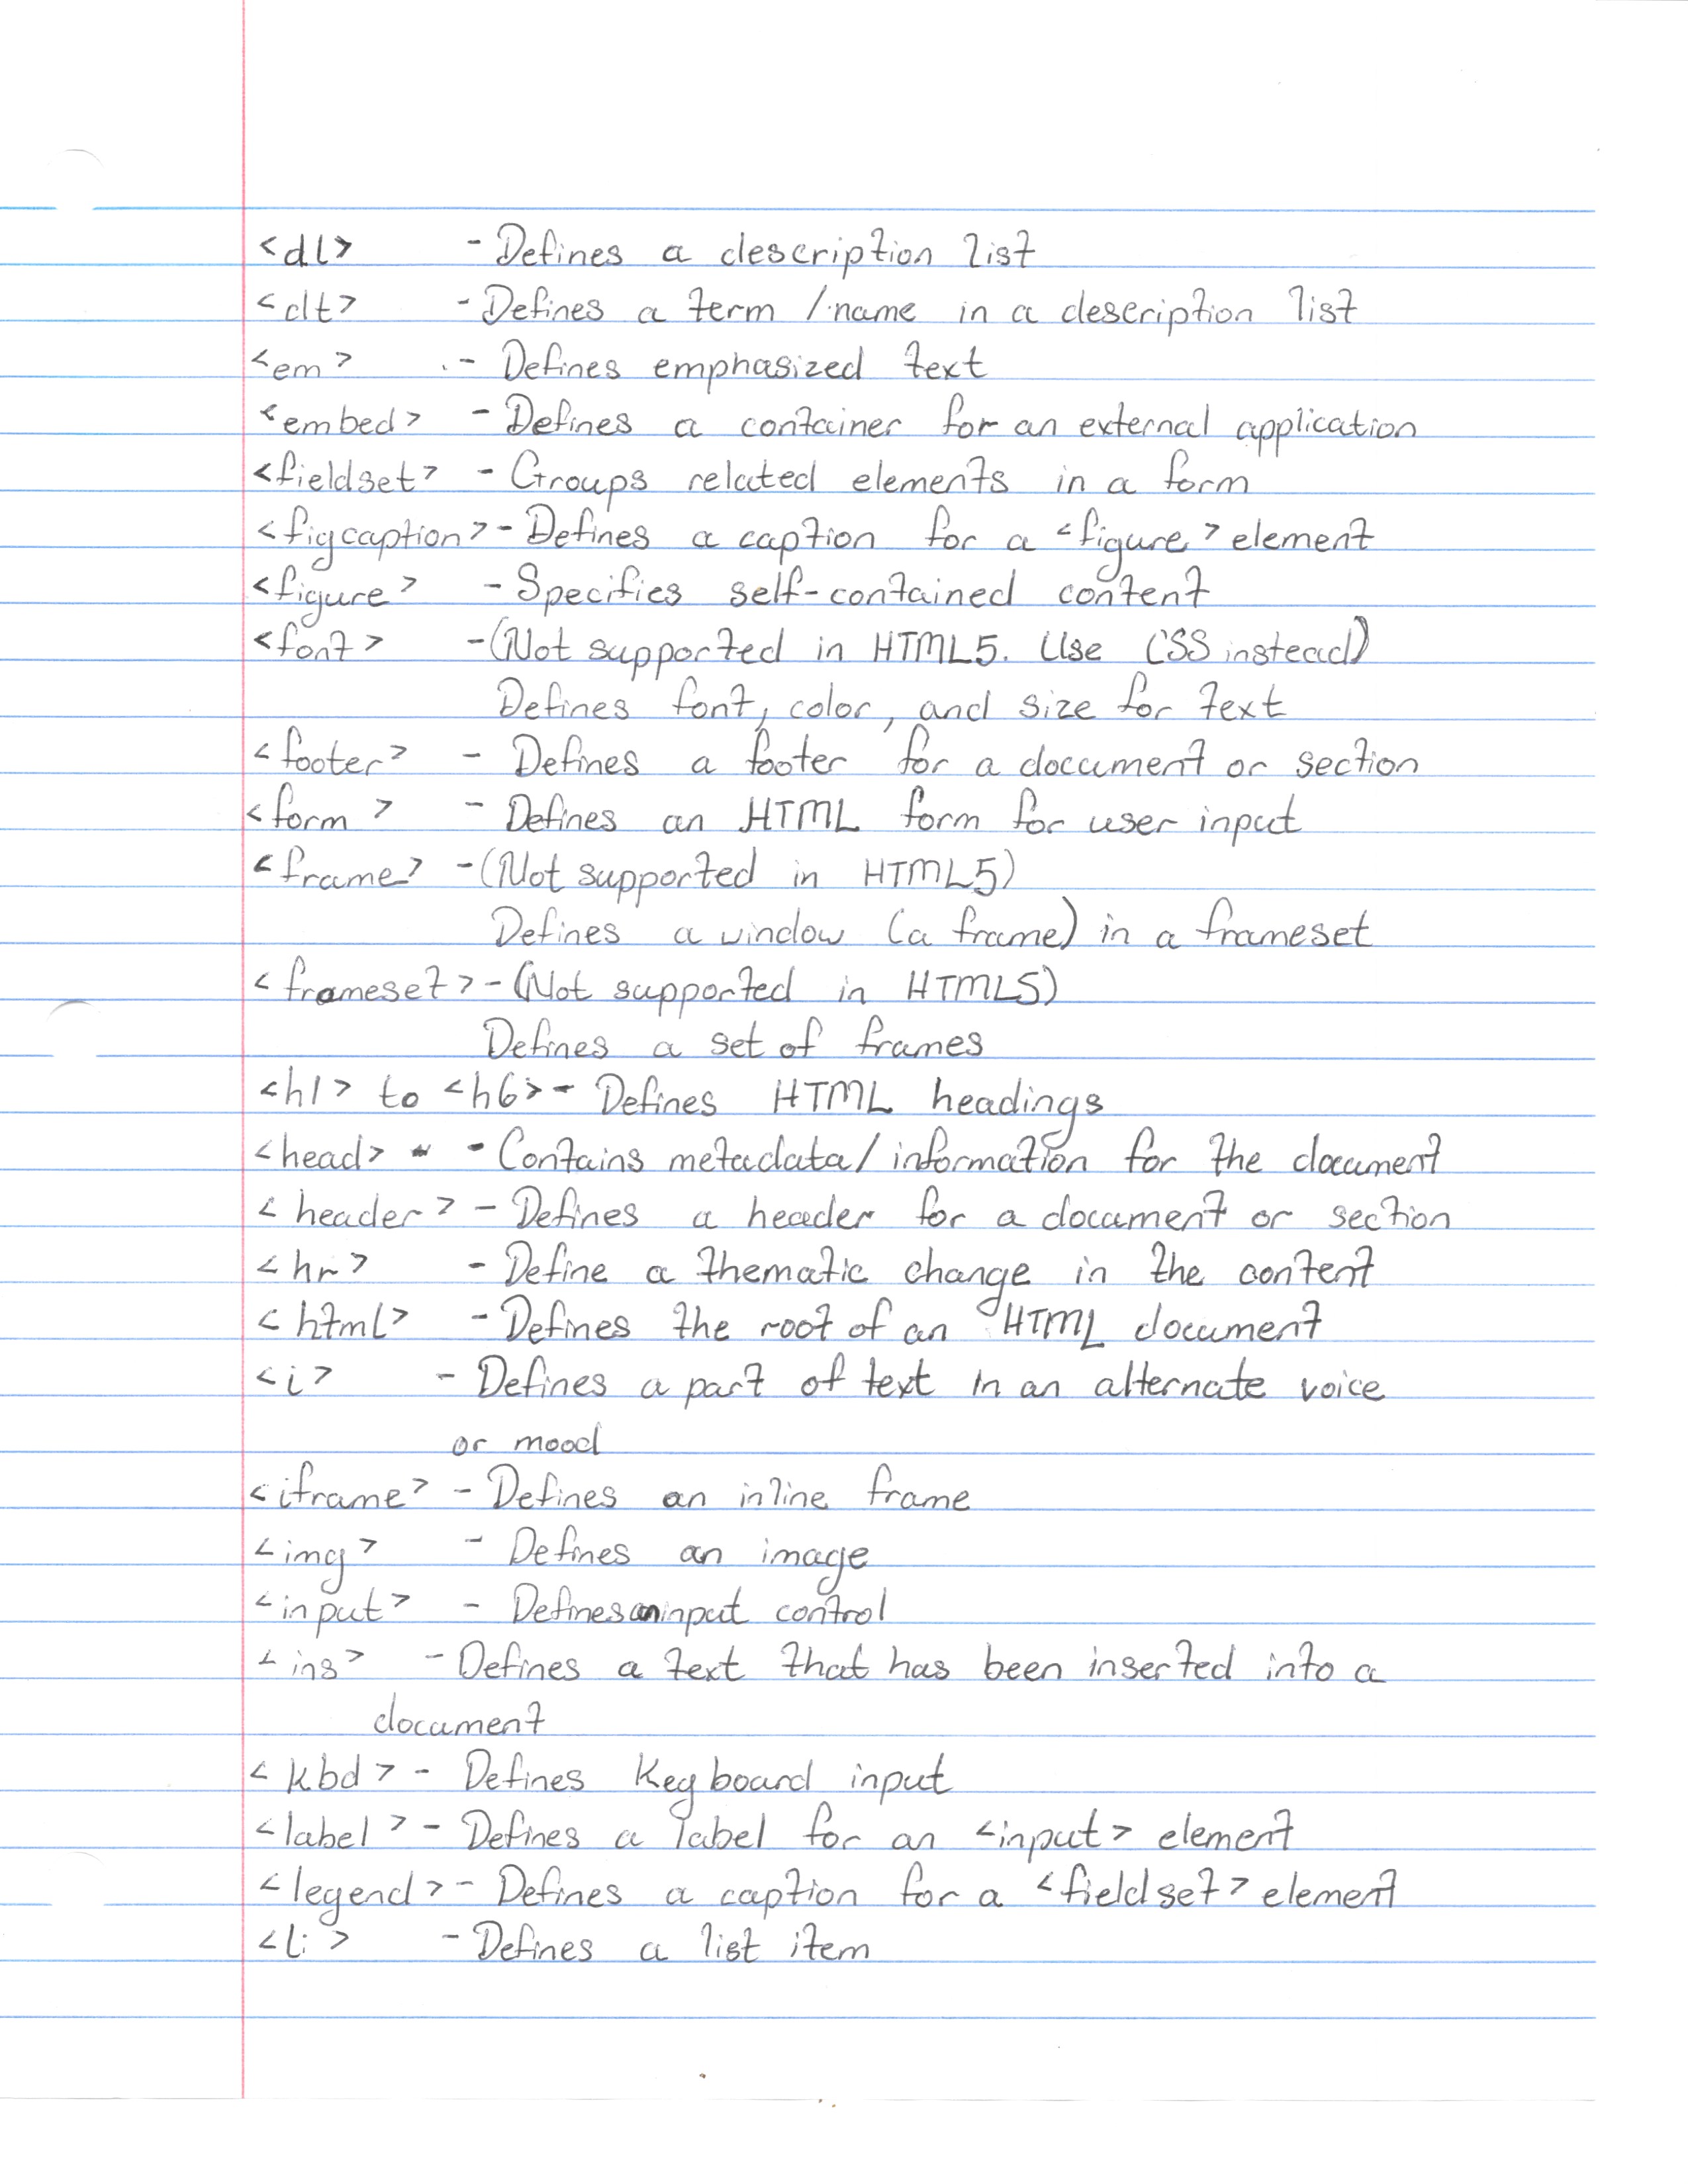 <dl> - Defines a description list
<dt> - Defines a term / name in a description list
<em> - Defines emphasized text
<embed> - Defines a container for an external application
<fieldset> - Groups related elements in a form
<figcaption> - Defines a caption for a <figure> element
<figure> - Specifies self-contained content
<font> - (Not supported in HTML5. Use CSS instead)
Defines font, color, and size for text
<footer> - Defines a footer for a document or section
<form> - Defines an HTML form for user input
<frame> - (Not supported in HTML5)
Defines a window (a frame) in a frameset
<frameset> - (Not supported in HTML5)
Defines a set of frames
<h1> to <h6> - Defines HTML headings
<head> - Contains metadata/information for the document
<header> - Defines a header for a document or section
<hr> - Define a thematic change in the content
<html> - Defines the root of an HTML document
<i> - Defines a part of text in an alternate voice
or mood
<iframe> - Defines an inline frame
<img> - Defines an image
<input> - Defines an input control
<ins> - Defines a text that has been inserted into a
document
<kbd> - Defines Keyboard input
<label> - Defines a label for an <input> element
<legend> - Defines a caption for a <fieldset> element
<li> - Defines a list item